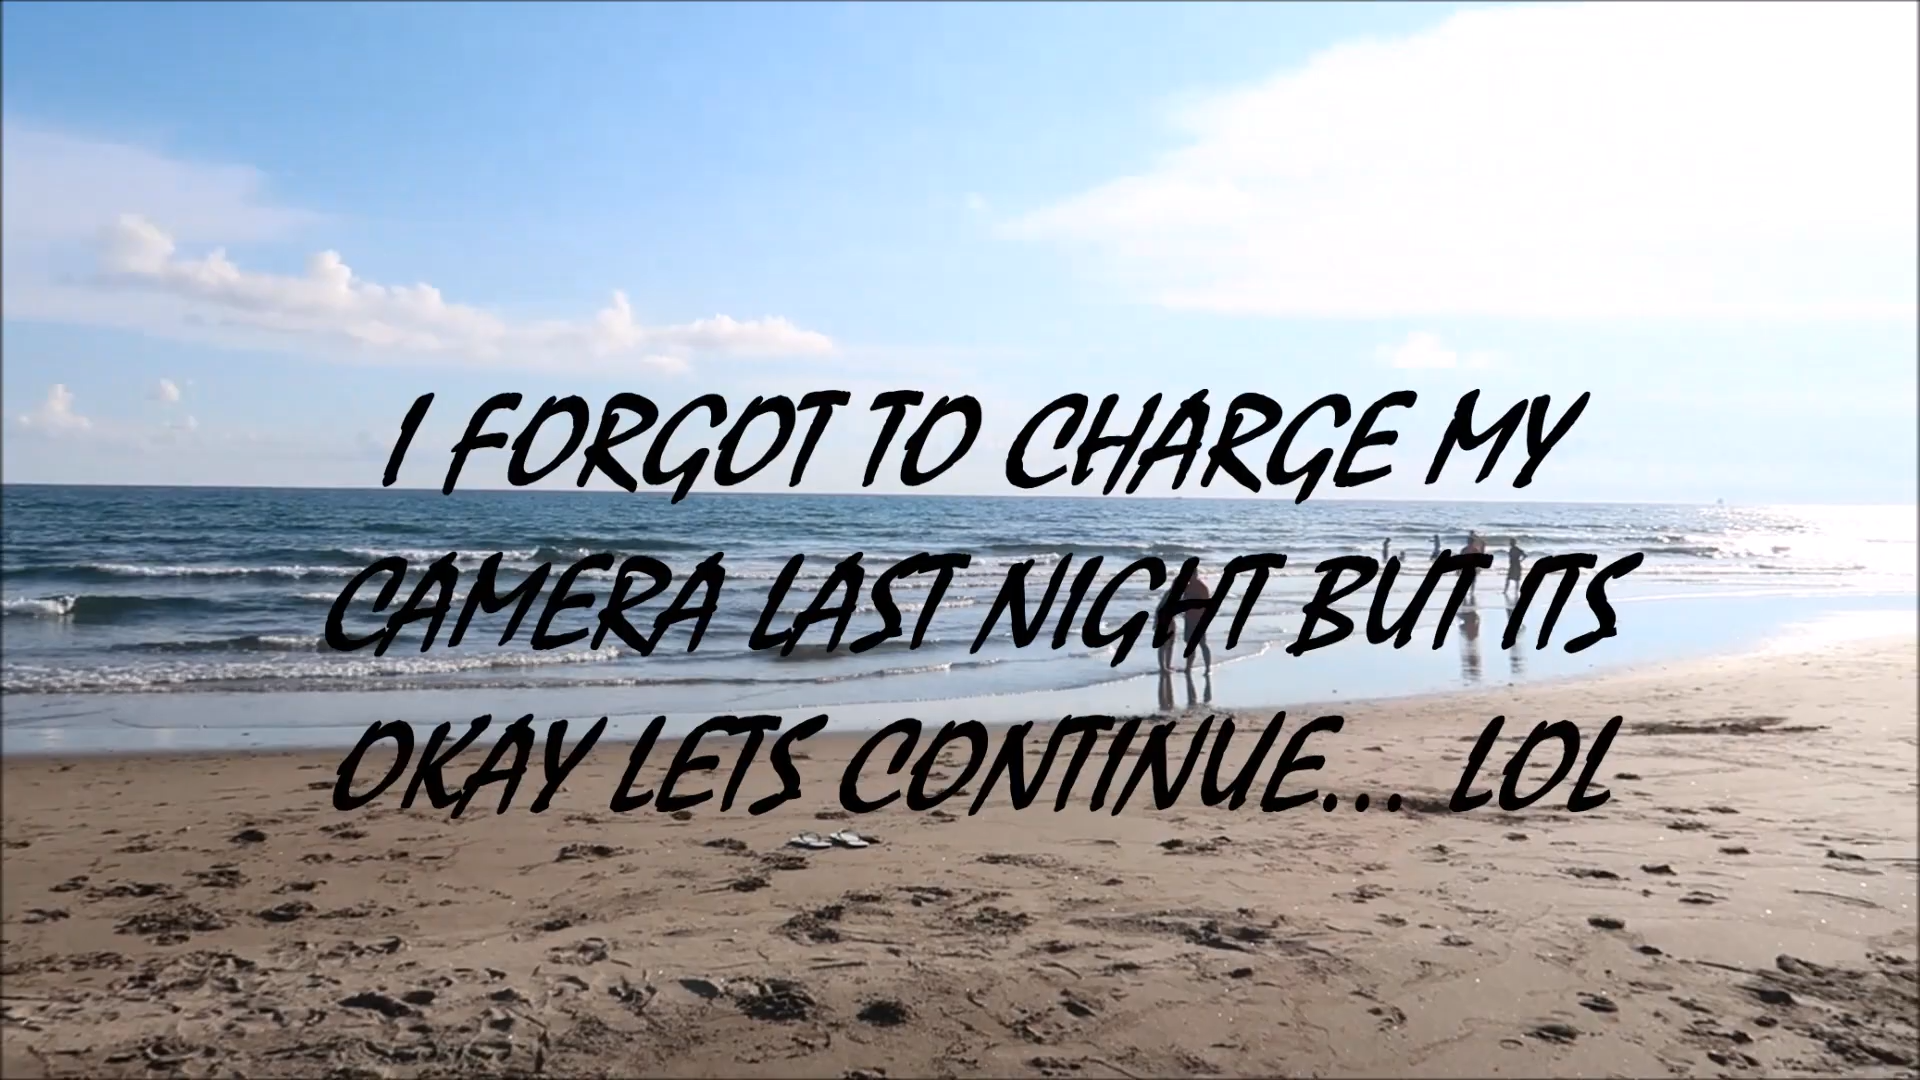 I FORGOT TO CHARGE MY
CAMERA LAST NIGHT BUT ITS
OKAY LETS CONTINUE... LOL